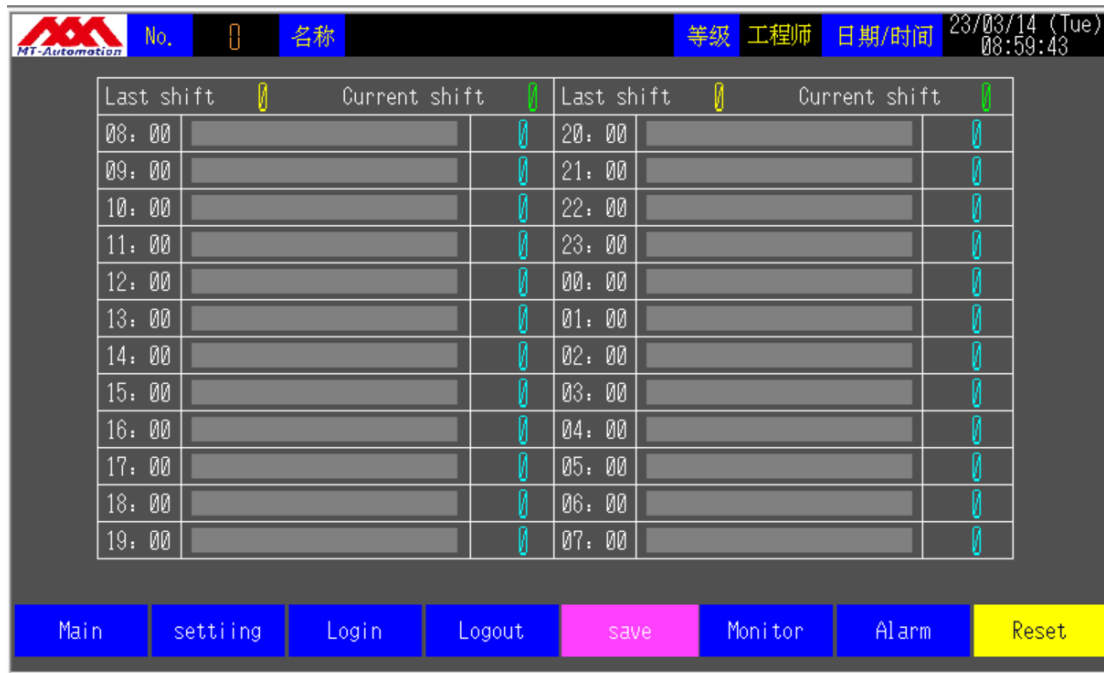 MT-Automation No. 0 名称 等级 工程师 日期/时间 23/03/14 (Tue)
08:59:43
Last shift 0 Current shift 0 Last shift 0 Current shift 0
08: 00 0 20: 00 0
09: 00 0 21: 00 0
10: 00 0 22: 00 0
11: 00 0 23: 00 0
12: 00 0 00: 00 0
13: 00 0 01: 00 0
14: 00 0 02: 00 0
15: 00 0 03: 00 0
16: 00 0 04: 00 0
17: 00 0 05: 00 0
18: 00 0 06: 00 0
19: 00 0 07: 00 0
Main settiing Login Logout save Monitor Alarm Reset